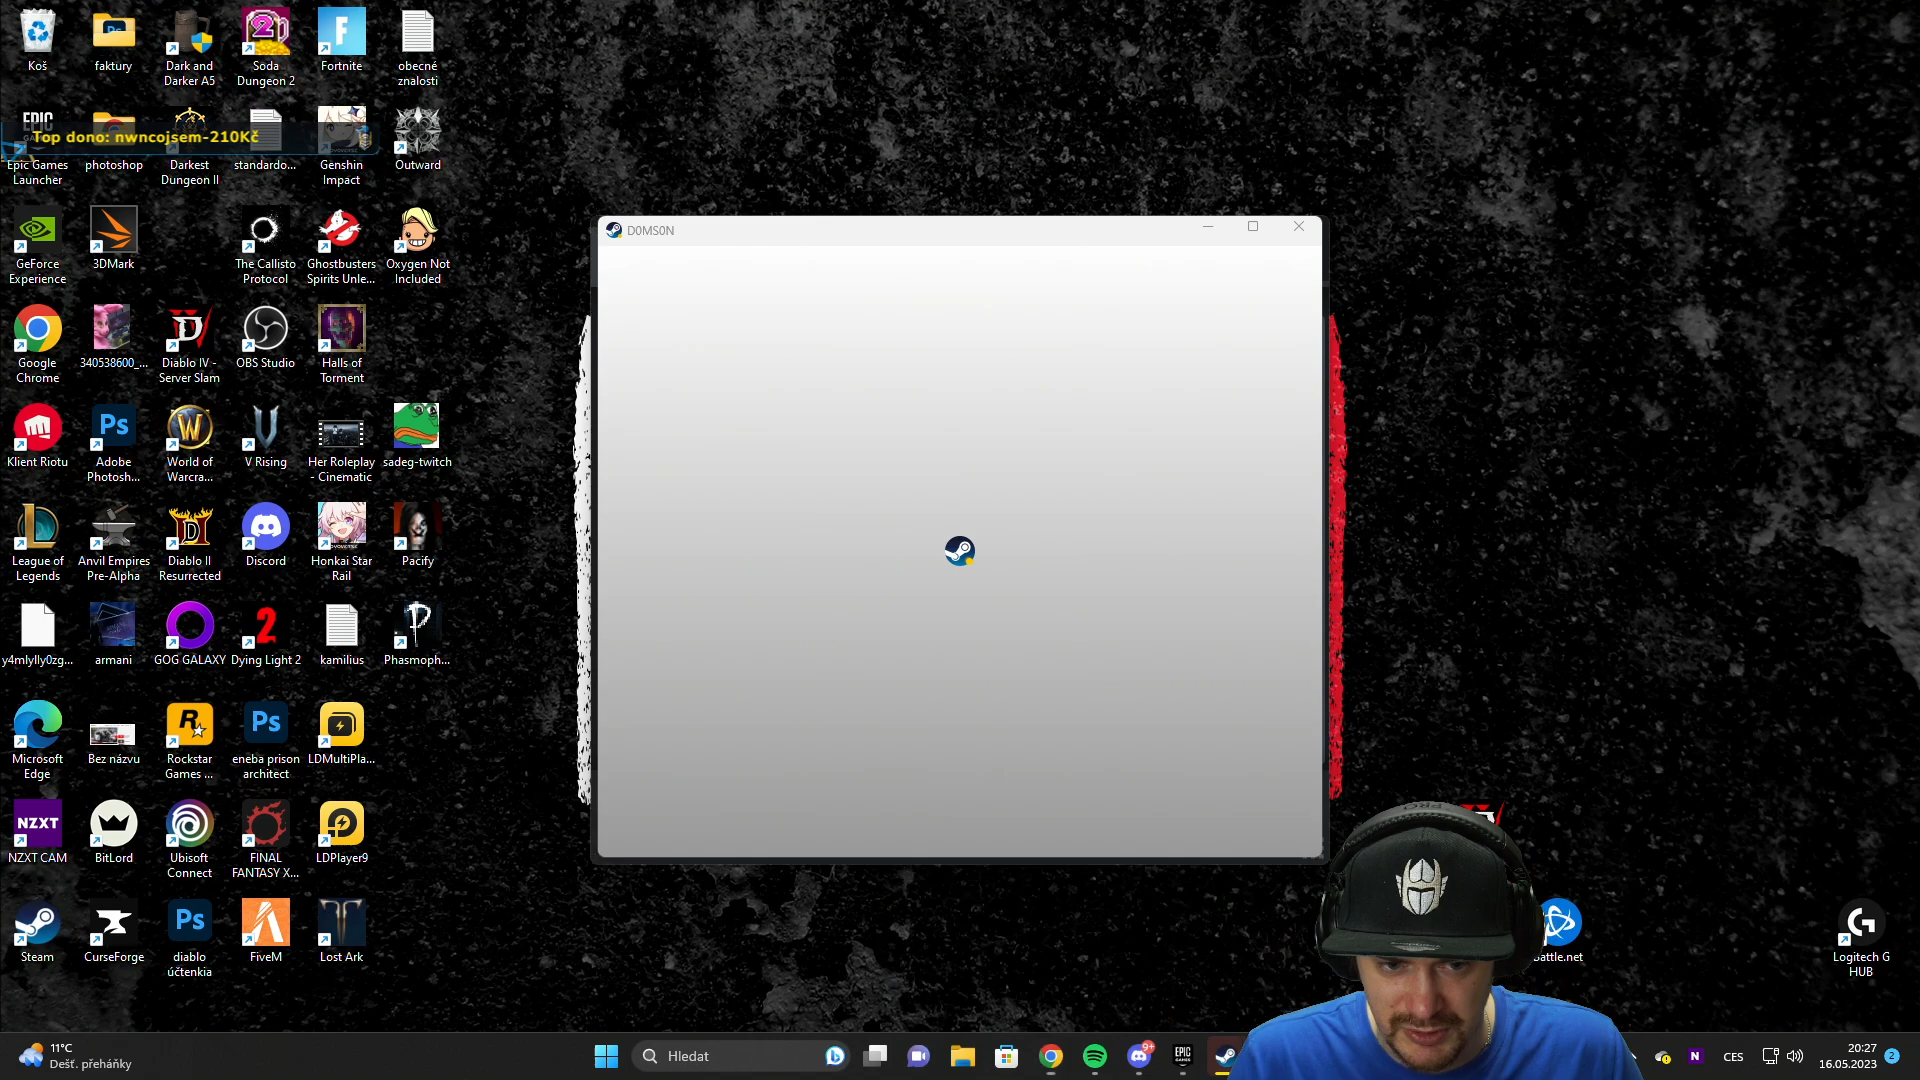 Koš
faktury
Dark and
Darker A5
Soda
Dungeon 2
Fortnite
obecné
znalosti
Top dono: nwncojsem-210Kč
Epic Games
Launcher
photoshop
Darkest
Dungeon II
standardo...
Genshin
Impact
Outward
GeForce
Experience
3DMark
The Callisto
Protocol
Ghostbusters
Spirits Unle...
Oxygen Not
Included
D0MS0N
Google
Chrome
340538600_...
Diablo IV -
Server Slam
OBS Studio
Halls of
Torment
Klient Riotu
Adobe
Photosh...
World of
Warcra...
V Rising
Her Roleplay
- Cinematic
sadeg-twitch
League of
Legends
Anvil Empires
Pre-Alpha
Diablo II
Resurrected
Discord
Honkai Star
Rail
Pacify
y4mlylly0zg...
armani
GOG GALAXY
Dying Light 2
kamilius
Phasmoph...
Microsoft
Edge
Bez názvu
Rockstar
Games ...
eneba prison
architect
LDMultiPla...
NZXT
NZXT CAM
BitLord
Ubisoft
Connect
FINAL
FANTASY X...
LDPlayer9
Steam
CurseForge
diablo
účtenkia
FiveM
Lost Ark
Logitech G
HUB
11°C
Dešť. přeháňky
Hledat
9+
EPIC
GAMES
N
CES
20:27
16.05.2023
2